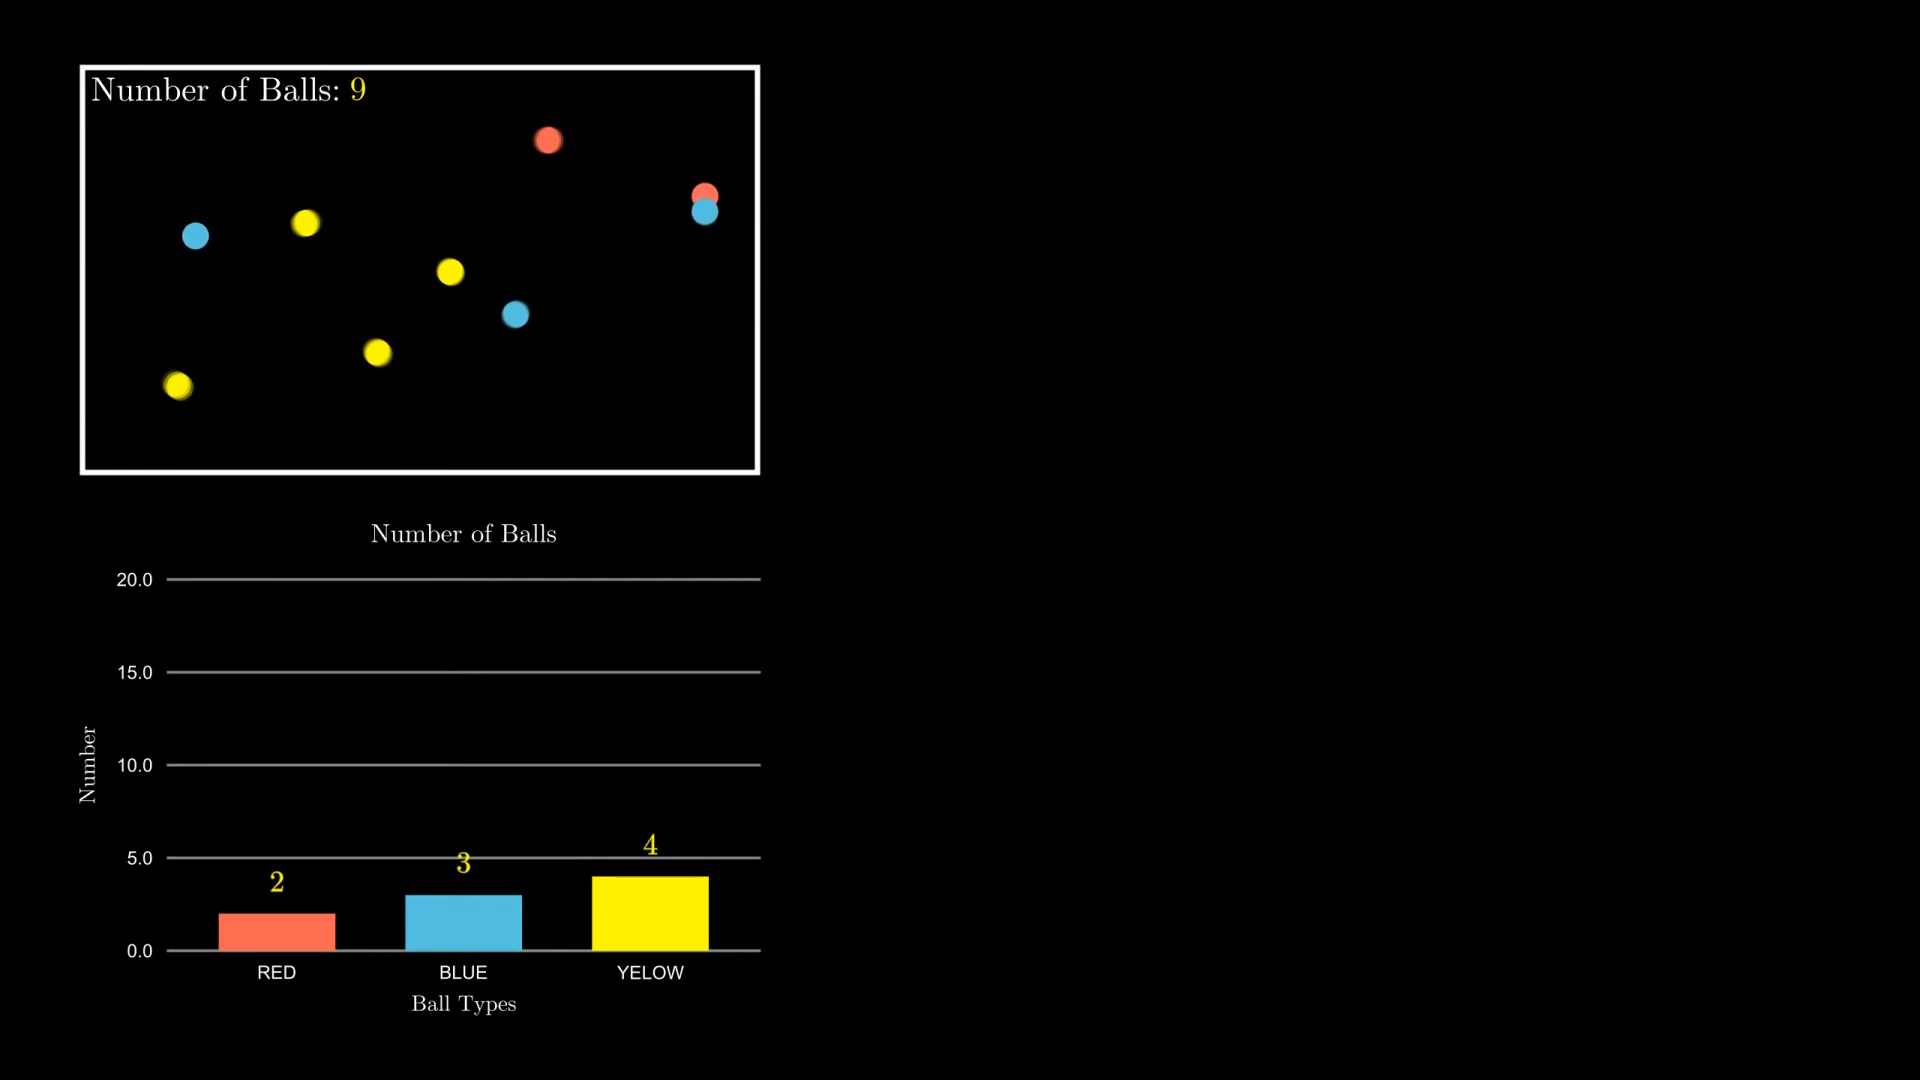 Number of Balls: 9
Number of Balls
20.0
15.0
10.0
5.0
0.0
Number
2
3
4
RED
BLUE
YELOW
Ball Types